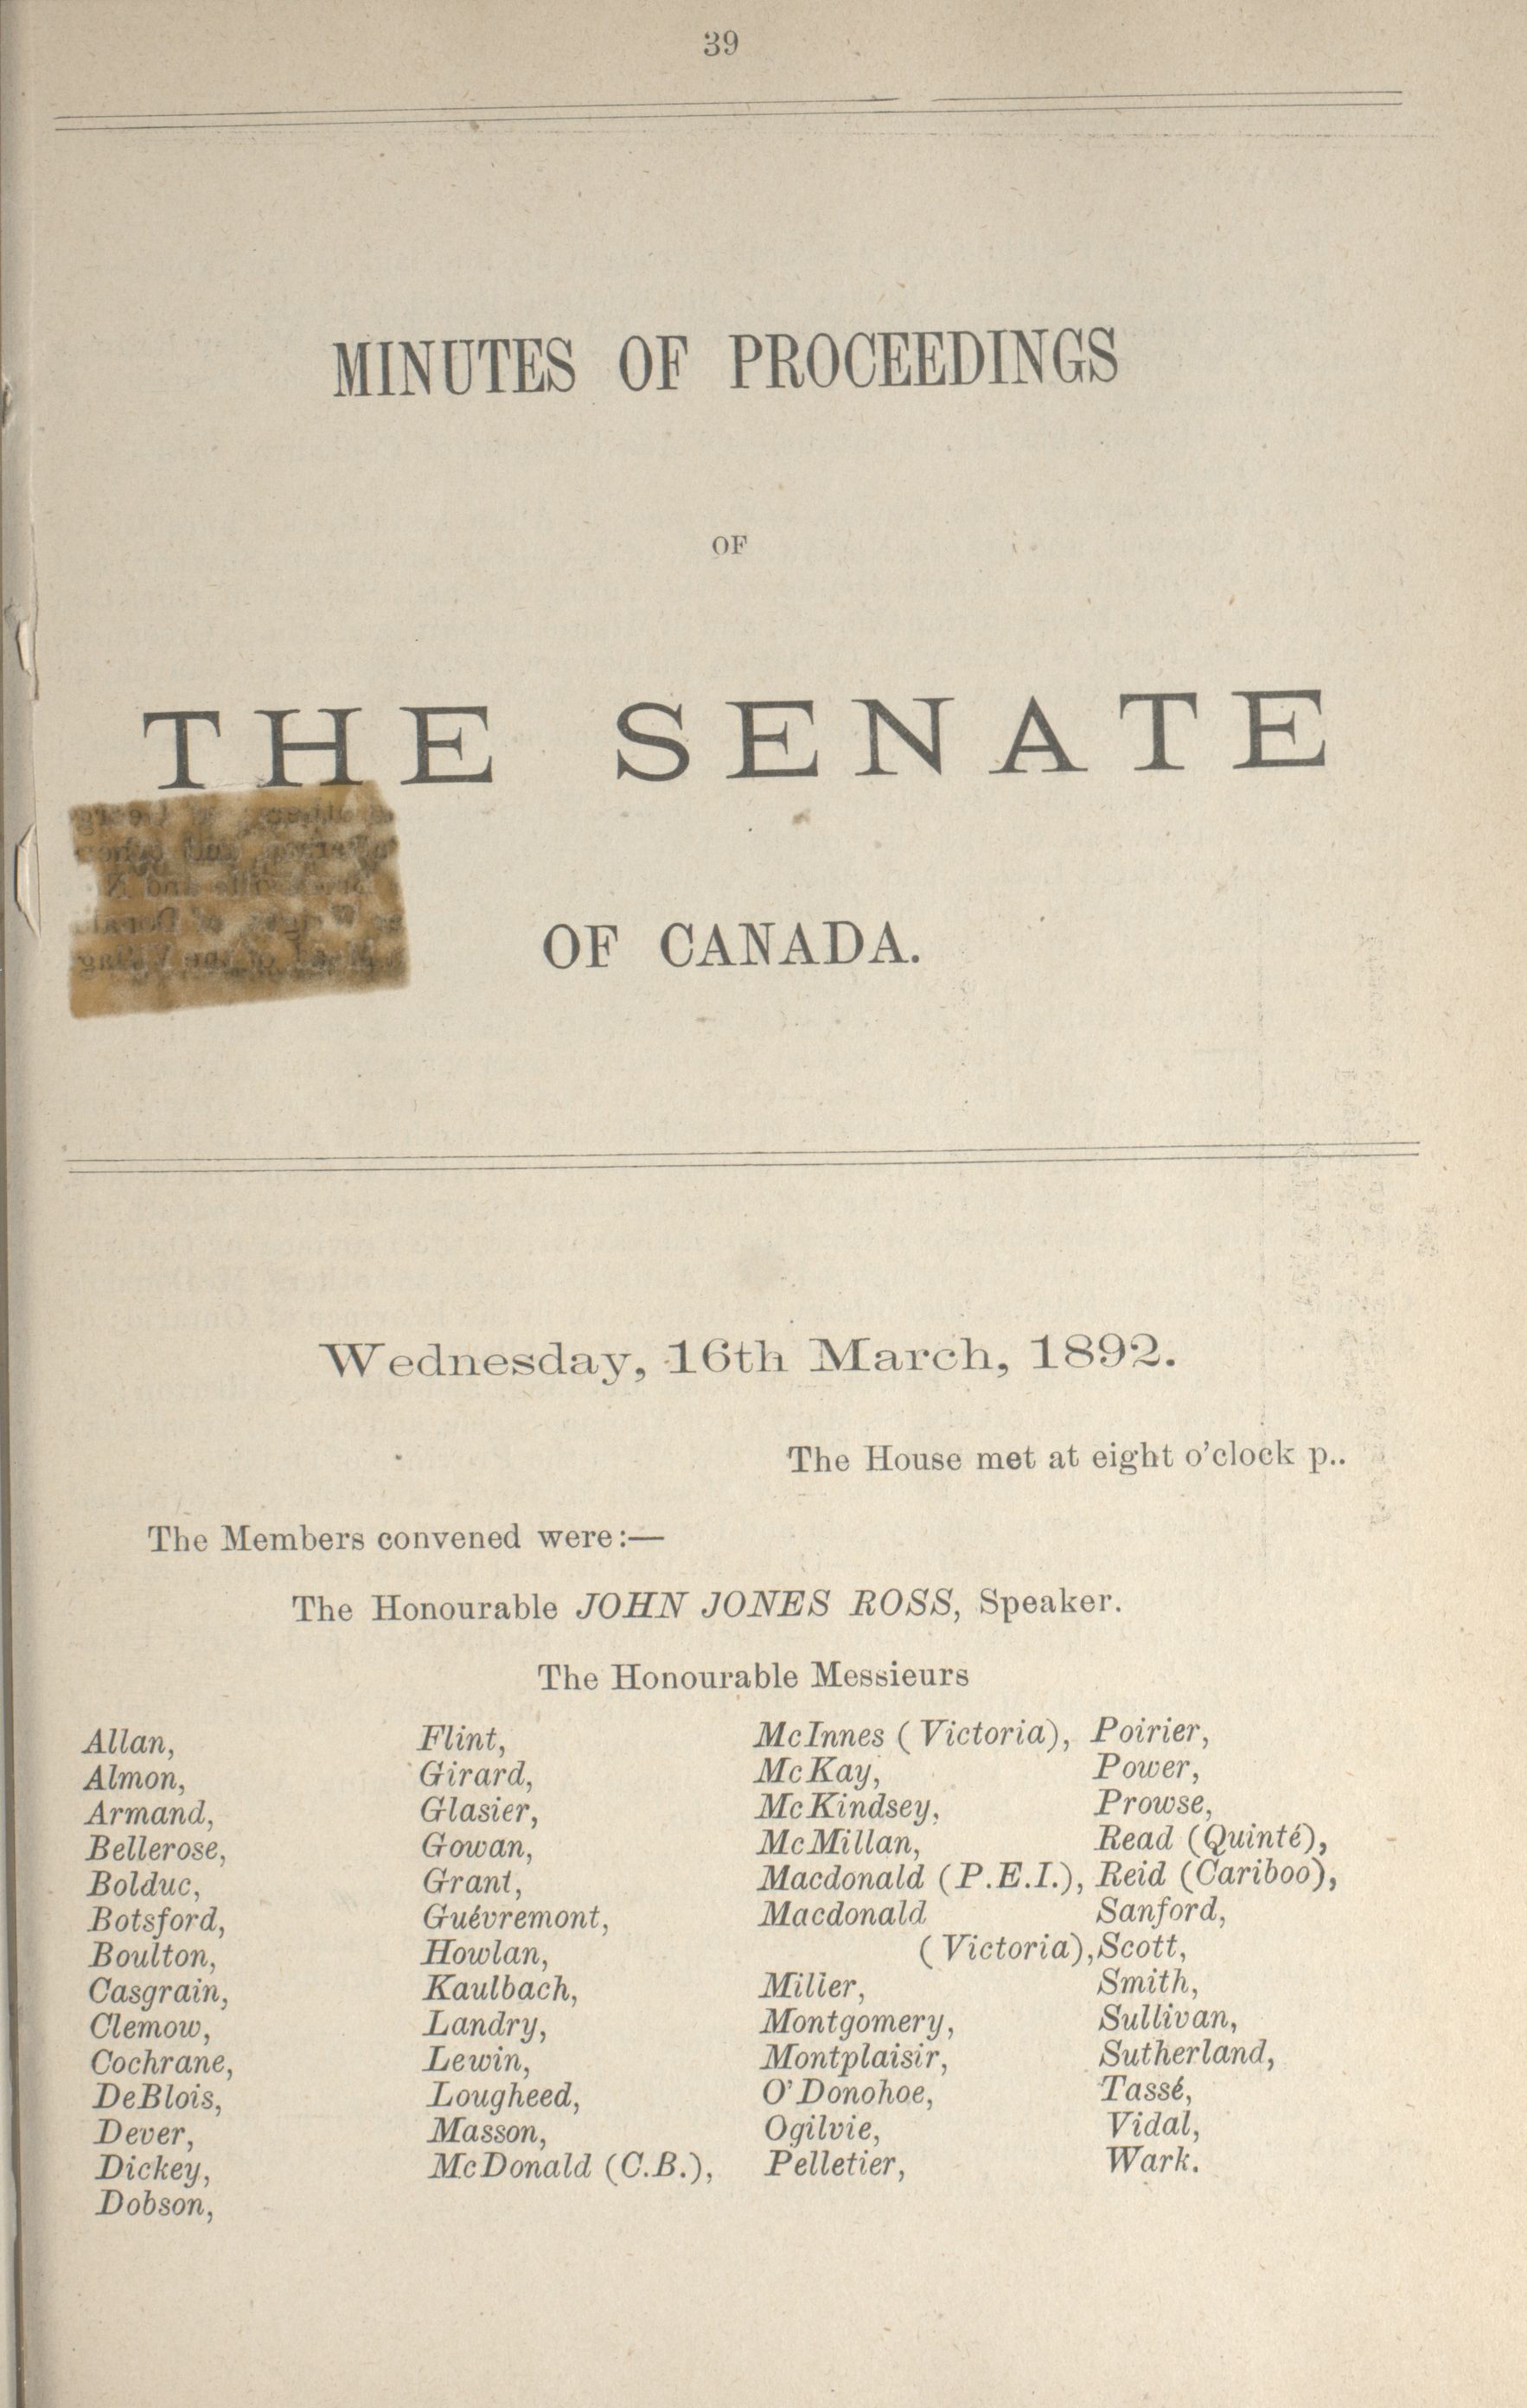 39
MINUTES OF PROCEEDINGS
OF
THE SENATE
OF CANADA.
Wednesday, 16th March, 1892.
The House met at eight o'clock p..
The Members convened were:—
The Honourable JOHN JONES ROSS, Speaker.
The Honourable Messieurs
Allan,
Almon,
Armand,
Bellerose,
Bolduc,
Botsford,
Boulton,
Casgrain,
Clemow,
Cochrane,
DeBlois,
Dever,
Dickey,
Dobson,
Flint,
Girard,
Glasier,
Gowan,
Grant,
Guévremont,
Howlan,
Kaulbach,
Landry,
Lewin,
Lougheed,
Masson,
McDonald (C.B.),
McInnes (Victoria),
McKay,
McKindsey,
McMillan,
Macdonald (P.E.I.),
Macdonald
(Victoria),
Miller,
Montgomery,
Montplaisir,
O'Donohoe,
Ogilvie,
Pelletier,
Poirier,
Power,
Prowse,
Read (Quinté),
Reid (Cariboo),
Sanford,
Scott,
Smith,
Sullivan,
Sutherland,
Tassé,
Vidal,
Wark.